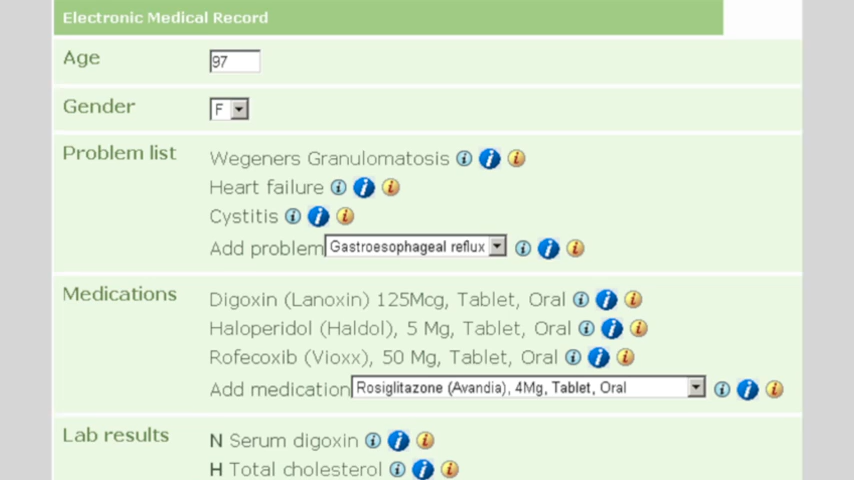 Electronic Medical Record
Age 97
Gender F
Problem list Wegeners Granulomatosis
Heart failure
Cystitis
Add problem Gastroesophageal reflux
Medications Digoxin (Lanoxin) 125Mcg, Tablet, Oral
Haloperidol (Haldol), 5 Mg, Tablet, Oral
Rofecoxib (Vioxx), 50 Mg, Tablet, Oral
Add medication Rosiglitazone (Avandia), 4Mg, Tablet, Oral
Lab results N Serum digoxin
H Total cholesterol